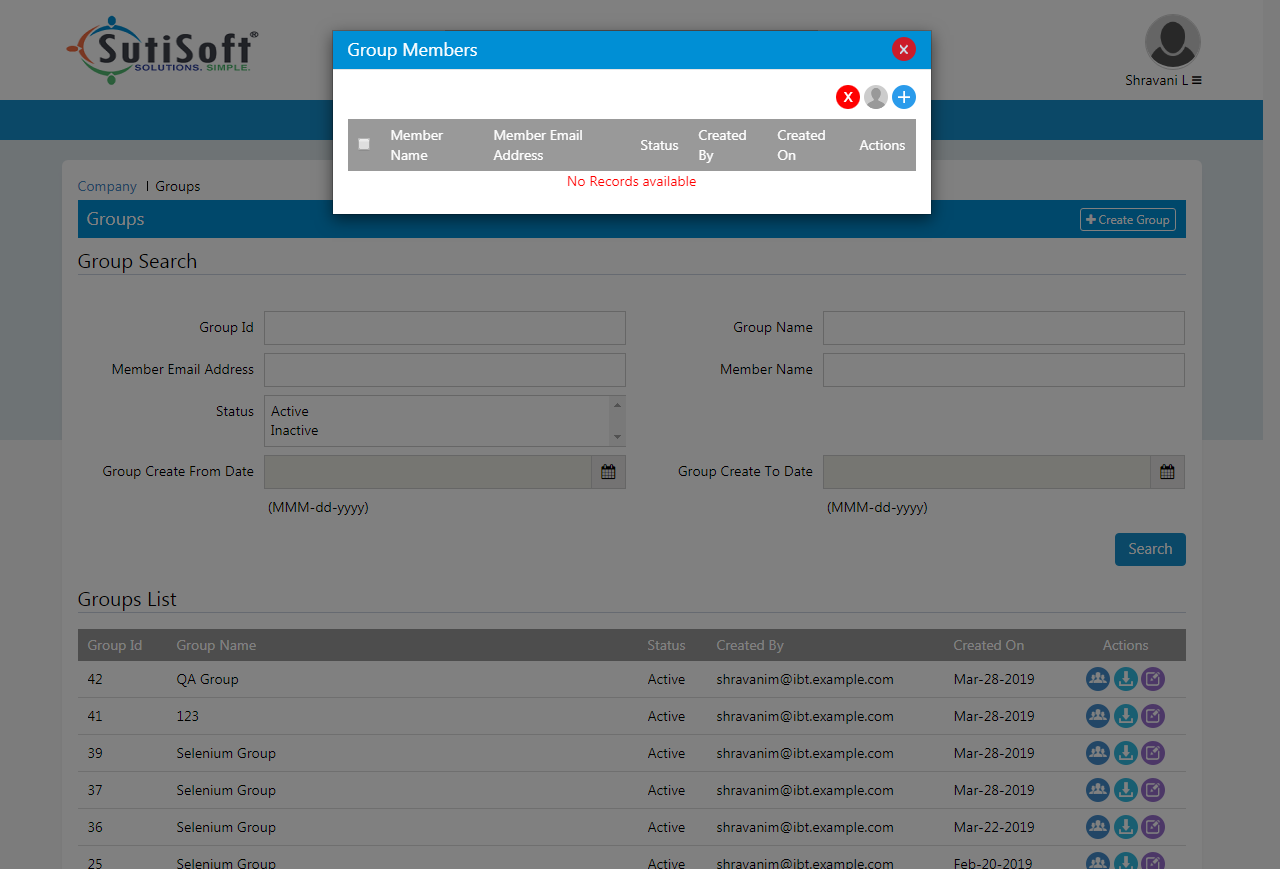 SutiSoft®
SOLUTIONS. SIMPLE.
Shravani L
Group Members
X
X
Member Name Member Email Address Status Created By Created On Actions
No Records available
Company | Groups
Groups
Create Group
Group Search
Group Id
Group Name
Member Email Address
Member Name
Status
Active
Inactive
Group Create From Date
(MMM-dd-yyyy)
Group Create To Date
(MMM-dd-yyyy)
Search
Groups List
Group Id Group Name Status Created By Created On Actions
42 QA Group Active shravanim@ibt.example.com Mar-28-2019
41 123 Active shravanim@ibt.example.com Mar-28-2019
39 Selenium Group Active shravanim@ibt.example.com Mar-28-2019
37 Selenium Group Active shravanim@ibt.example.com Mar-28-2019
36 Selenium Group Active shravanim@ibt.example.com Mar-22-2019
25 Selenium Group Active shravanim@ibt.example.com Feb-20-2019